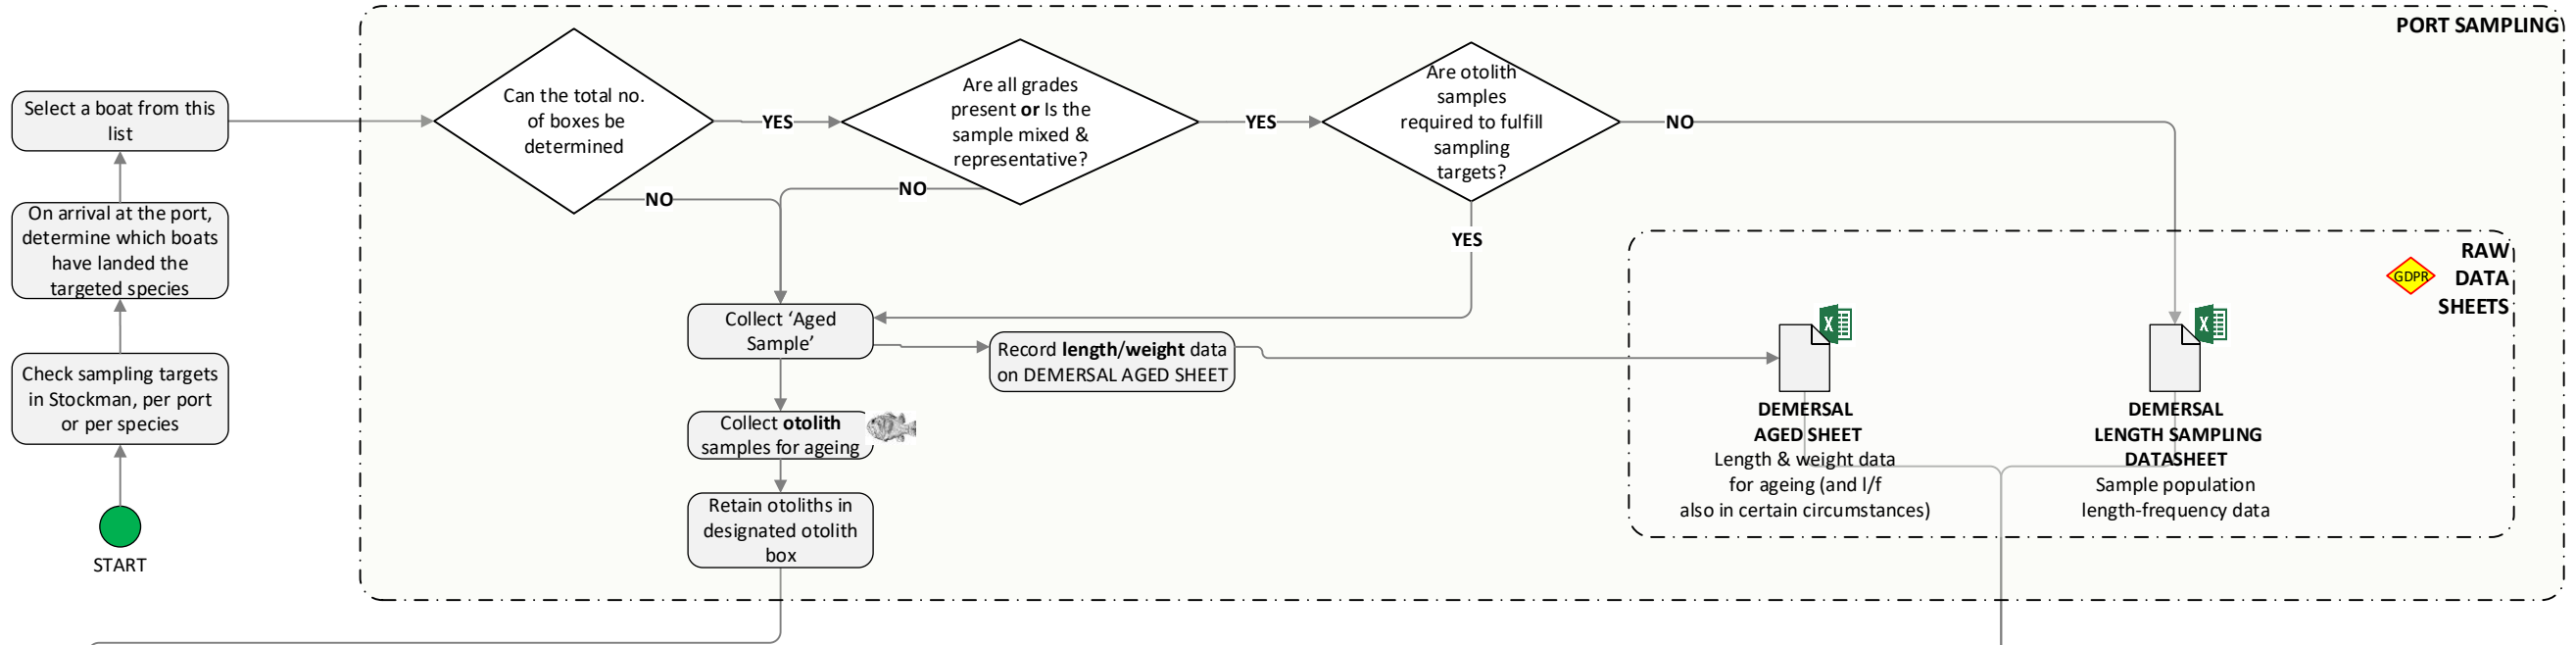 PORT SAMPLING
Select a boat from this
list
On arrival at the port,
determine which boats
have landed the
targeted species
Check sampling targets
in Stockman, per port
or per species
START
Can the total no.
of boxes be
determined
YES
NO
Are all grades
present or Is the
sample mixed &
representative?
YES
NO
Are otolith
samples
required to fulfill
sampling
targets?
NO
YES
Collect ‘Aged
Sample’
Record length/weight data
on DEMERSAL AGED SHEET
Collect otolith
samples for ageing
Retain otoliths in
designated otolith
box
RAW
DATA
SHEETS
GDPR
X
DEMERSAL
AGED SHEET
Length & weight data
for ageing (and l/f
also in certain circumstances)
X
DEMERSAL
LENGTH SAMPLING
DATASHEET
Sample population
length-frequency data